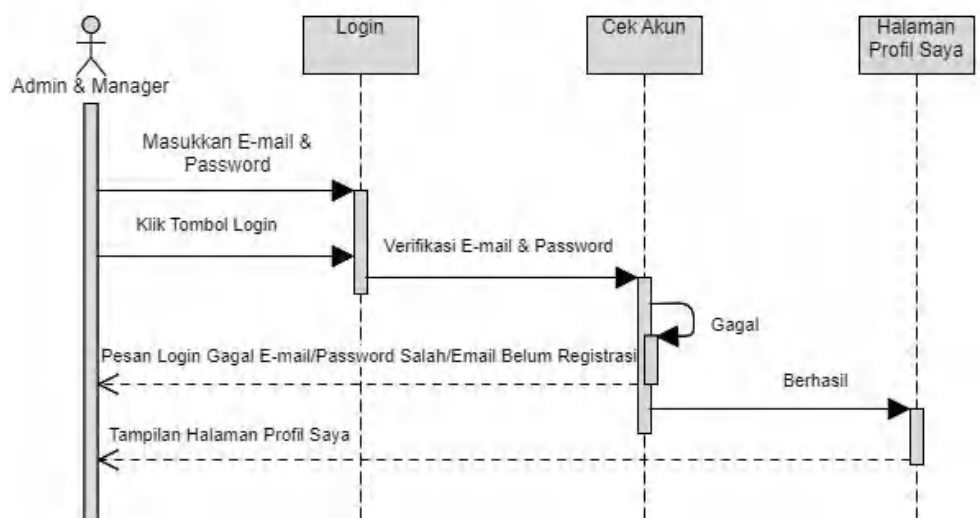 Login
Cek Akun
Halaman
Profil Saya
Admin & Manager
Masukkan E-mail &
Password
Klik Tombol Login
Verifikasi E-mail & Password
Gagal
Pesan Login Gagal E-mail/Password Salah/Email Belum Registrasi
Berhasil
Tampilan Halaman Profil Saya